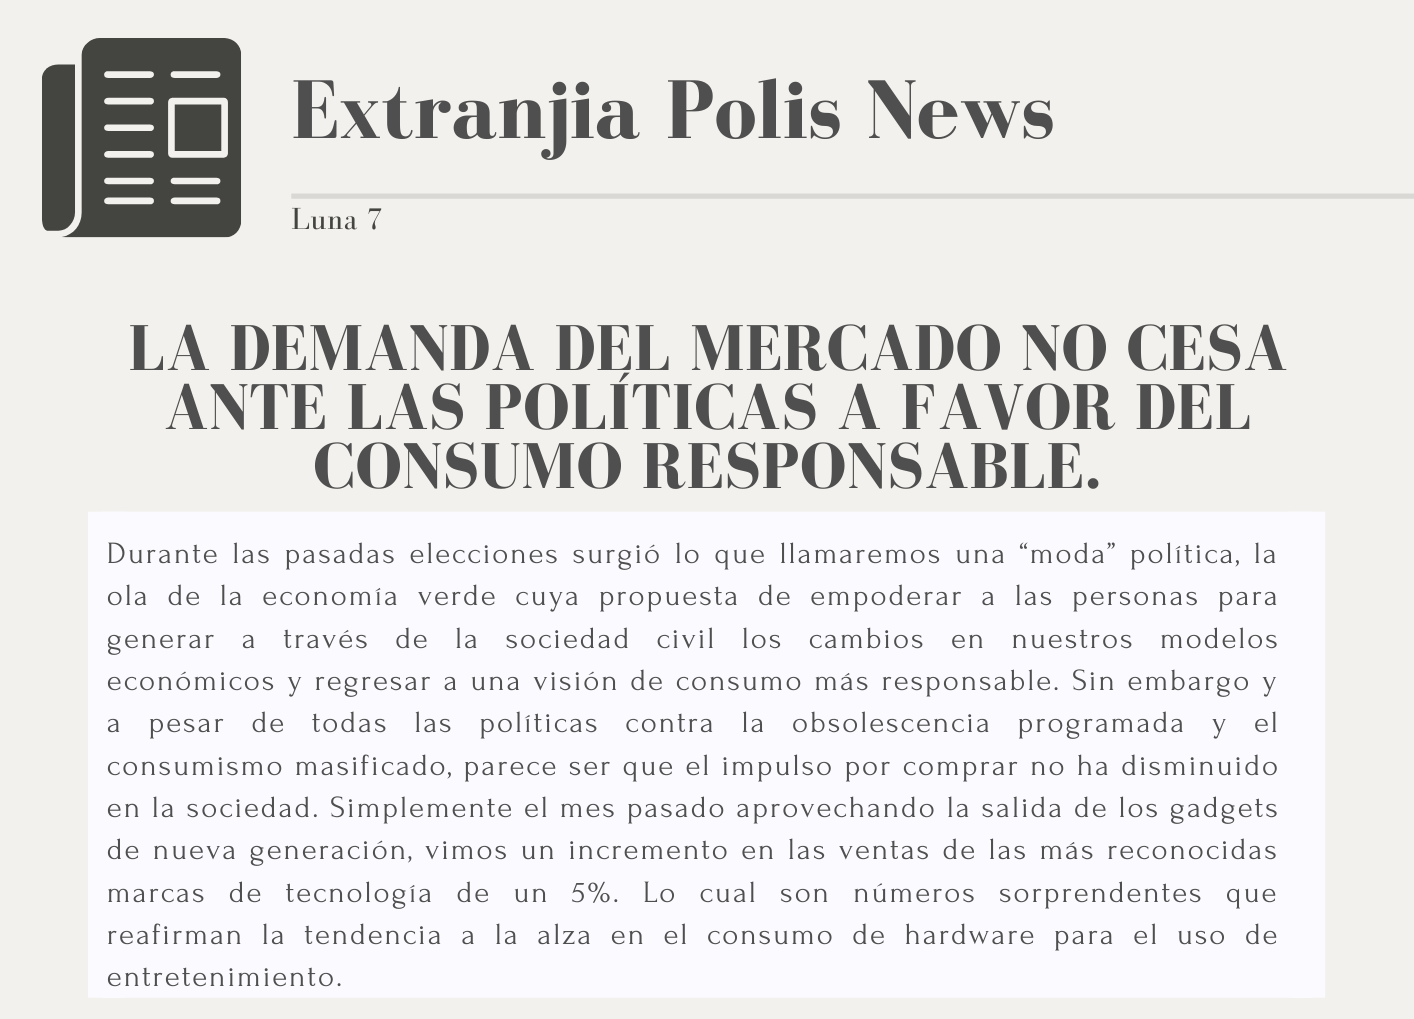 Extranjia Polis News
Luna 7
LA DEMANDA DEL MERCADO NO CESA
ANTE LAS POLÍTICAS A FAVOR DEL
CONSUMO RESPONSABLE.
Durante las pasadas elecciones surgió lo que llamaremos una “moda” política, la
ola de la economía verde cuya propuesta de empoderar a las personas para
generar a través de la sociedad civil los cambios en nuestros modelos
económicos y regresar a una visión de consumo más responsable. Sin embargo y
a pesar de todas las políticas contra la obsolescencia programada y el
consumismo masificado, parece ser que el impulso por comprar no ha disminuido
en la sociedad. Simplemente el mes pasado aprovechando la salida de los gadgets
de nueva generación, vimos un incremento en las ventas de las más reconocidas
marcas de tecnología de un 5%. Lo cual son números sorprendentes que
reafirman la tendencia a la alza en el consumo de hardware para el uso de
entretenimiento.